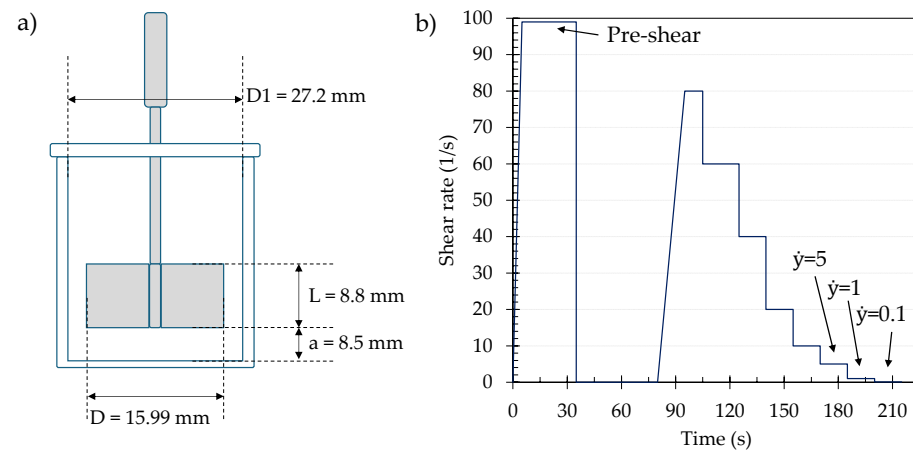 a)
D1 = 27.2 mm
L = 8.8 mm
a = 8.5 mm
D = 15.99 mm
b)
Pre-shear
ẏ=5
ẏ=1
ẏ=0.1
Shear rate (1/s)
100
90
80
70
60
50
40
30
20
10
0
0 30 60 90 120 150 180 210
Time (s)